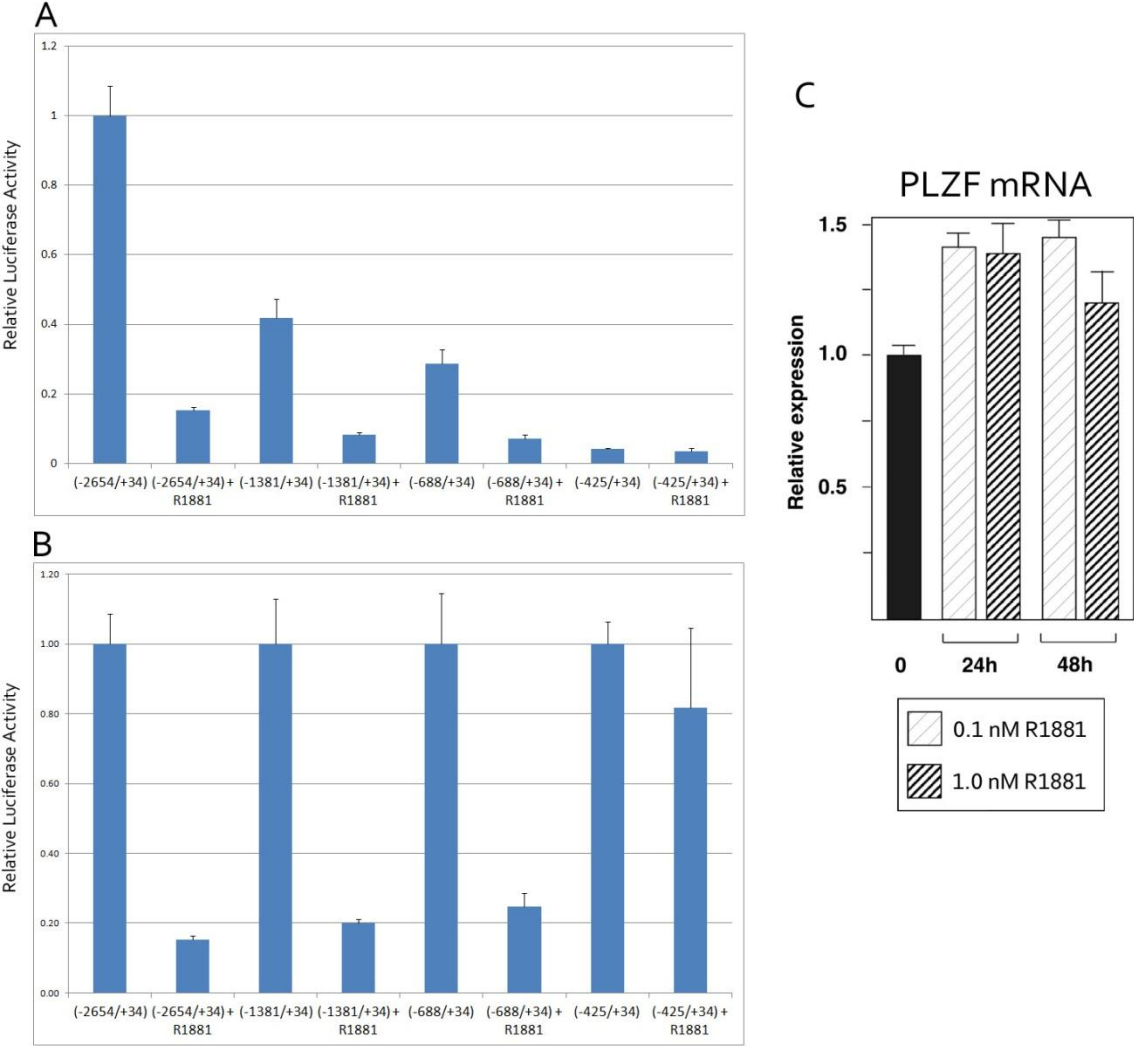 A
Relative Luciferase Activity
1.2
1
0.8
0.6
0.4
0.2
0
(-2654/+34) (-2654/+34) + (-1381/+34) (-1381/+34) + (-688/+34) (-688/+34) + (-425/+34) (-425/+34) +
R1881 R1881 R1881 R1881
B
Relative Luciferase Activity
1.20
1.00
0.80
0.60
0.40
0.20
0.00
(-2654/+34) (-2654/+34) + (-1381/+34) (-1381/+34) + (-688/+34) (-688/+34) + (-425/+34) (-425/+34) +
R1881 R1881 R1881 R1881
C
PLZF mRNA
Relative expression
1.5
1.0
0.5
0 24h 48h
0.1 nM R1881
1.0 nM R1881